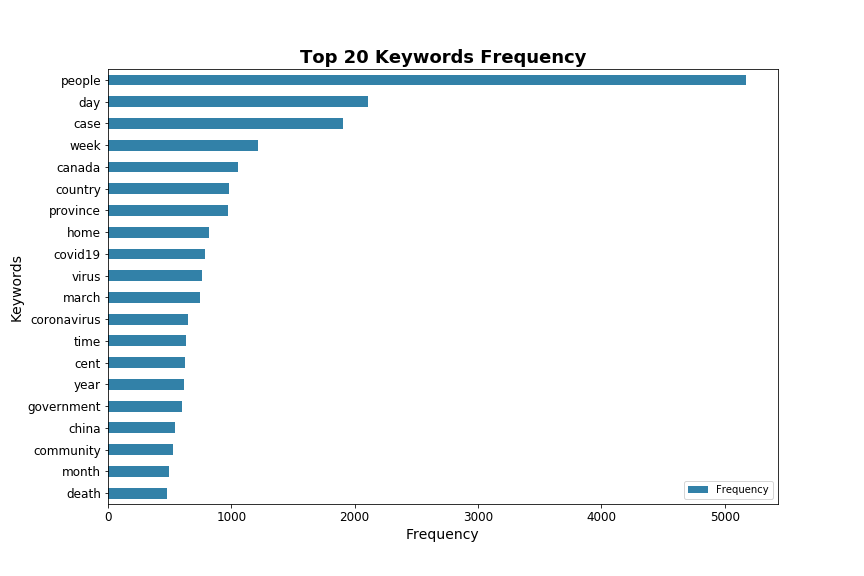 Top 20 Keywords Frequency
people
day
case
week
canada
country
province
home
covid19
virus
march
coronavirus
time
cent
year
government
china
community
month
death
Keywords
0 1000 2000 3000 4000 5000
Frequency
Frequency